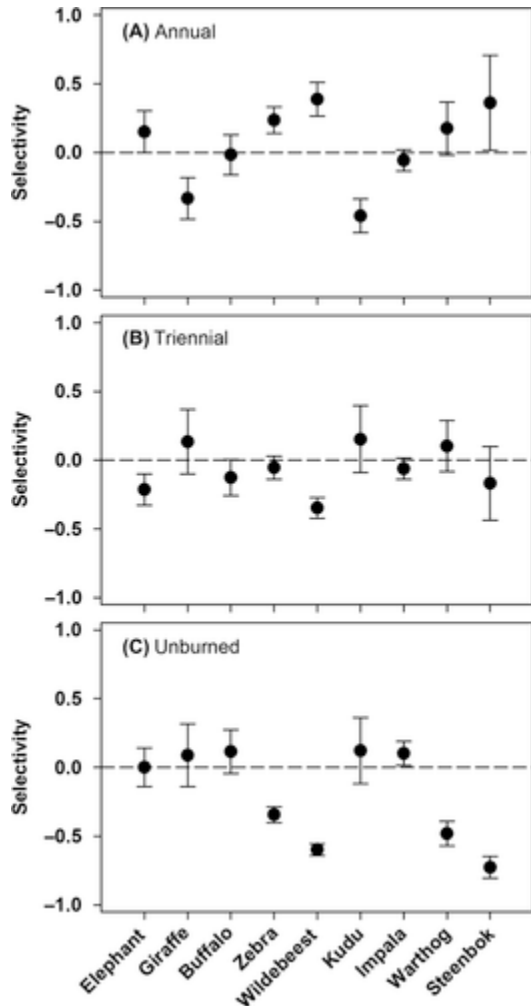 (A) Annual
1.0
0.5
0.0
−0.5
−1.0
Selectivity
(B) Triennial
1.0
0.5
0.0
−0.5
−1.0
Selectivity
(C) Unburned
1.0
0.5
0.0
−0.5
−1.0
Selectivity
Elephant
Giraffe
Buffalo
Zebra
Wildebeest
Kudu
Impala
Warthog
Steenbok